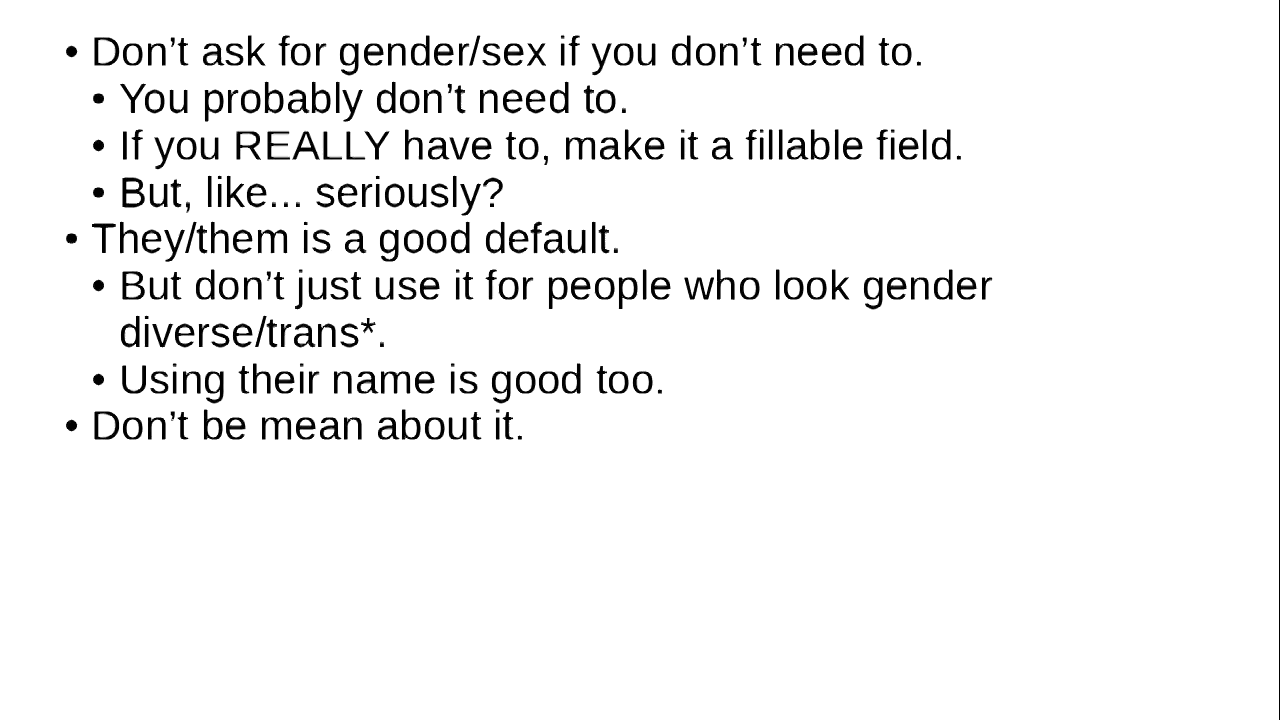 • Don’t ask for gender/sex if you don’t need to.
• You probably don’t need to.
• If you REALLY have to, make it a fillable field.
• But, like... seriously?
• They/them is a good default.
• But don’t just use it for people who look gender
diverse/trans*.
• Using their name is good too.
• Don’t be mean about it.